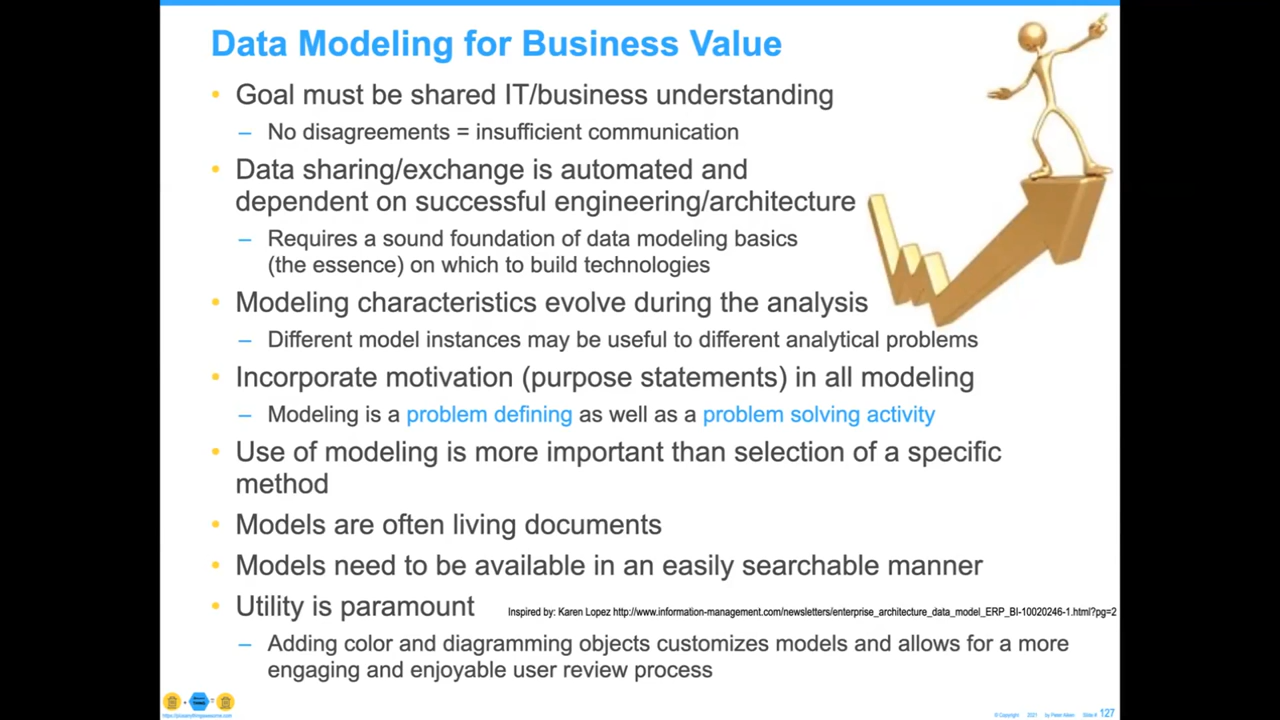 Data Modeling for Business Value
• Goal must be shared IT/business understanding
– No disagreements = insufficient communication
• Data sharing/exchange is automated and
dependent on successful engineering/architecture
– Requires a sound foundation of data modeling basics
(the essence) on which to build technologies
• Modeling characteristics evolve during the analysis
– Different model instances may be useful to different analytical problems
• Incorporate motivation (purpose statements) in all modeling
– Modeling is a problem defining as well as a problem solving activity
• Use of modeling is more important than selection of a specific
method
• Models are often living documents
• Models need to be available in an easily searchable manner
• Utility is paramount
Inspired by: Karen Lopez http://www.information-management.com/newsletters/enterprise_architecture_data_model_ERP_BI-10020246-1.html?pg=2
– Adding color and diagramming objects customizes models and allows for a more
engaging and enjoyable user review process
© Copyright 2021 by Peter Aiken Slide # 127